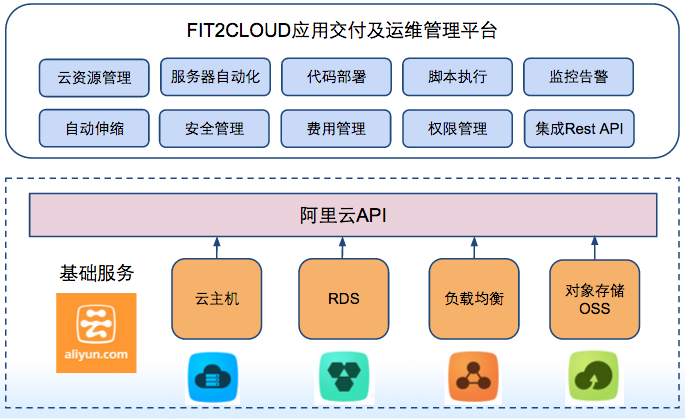 FIT2CLOUD应用交付及运维管理平台
云资源管理
服务器自动化
代码部署
脚本执行
监控告警
自动伸缩
安全管理
费用管理
权限管理
集成Rest API
阿里云API
基础服务
云主机
RDS
负载均衡
对象存储
OSS
云
aliyun.com